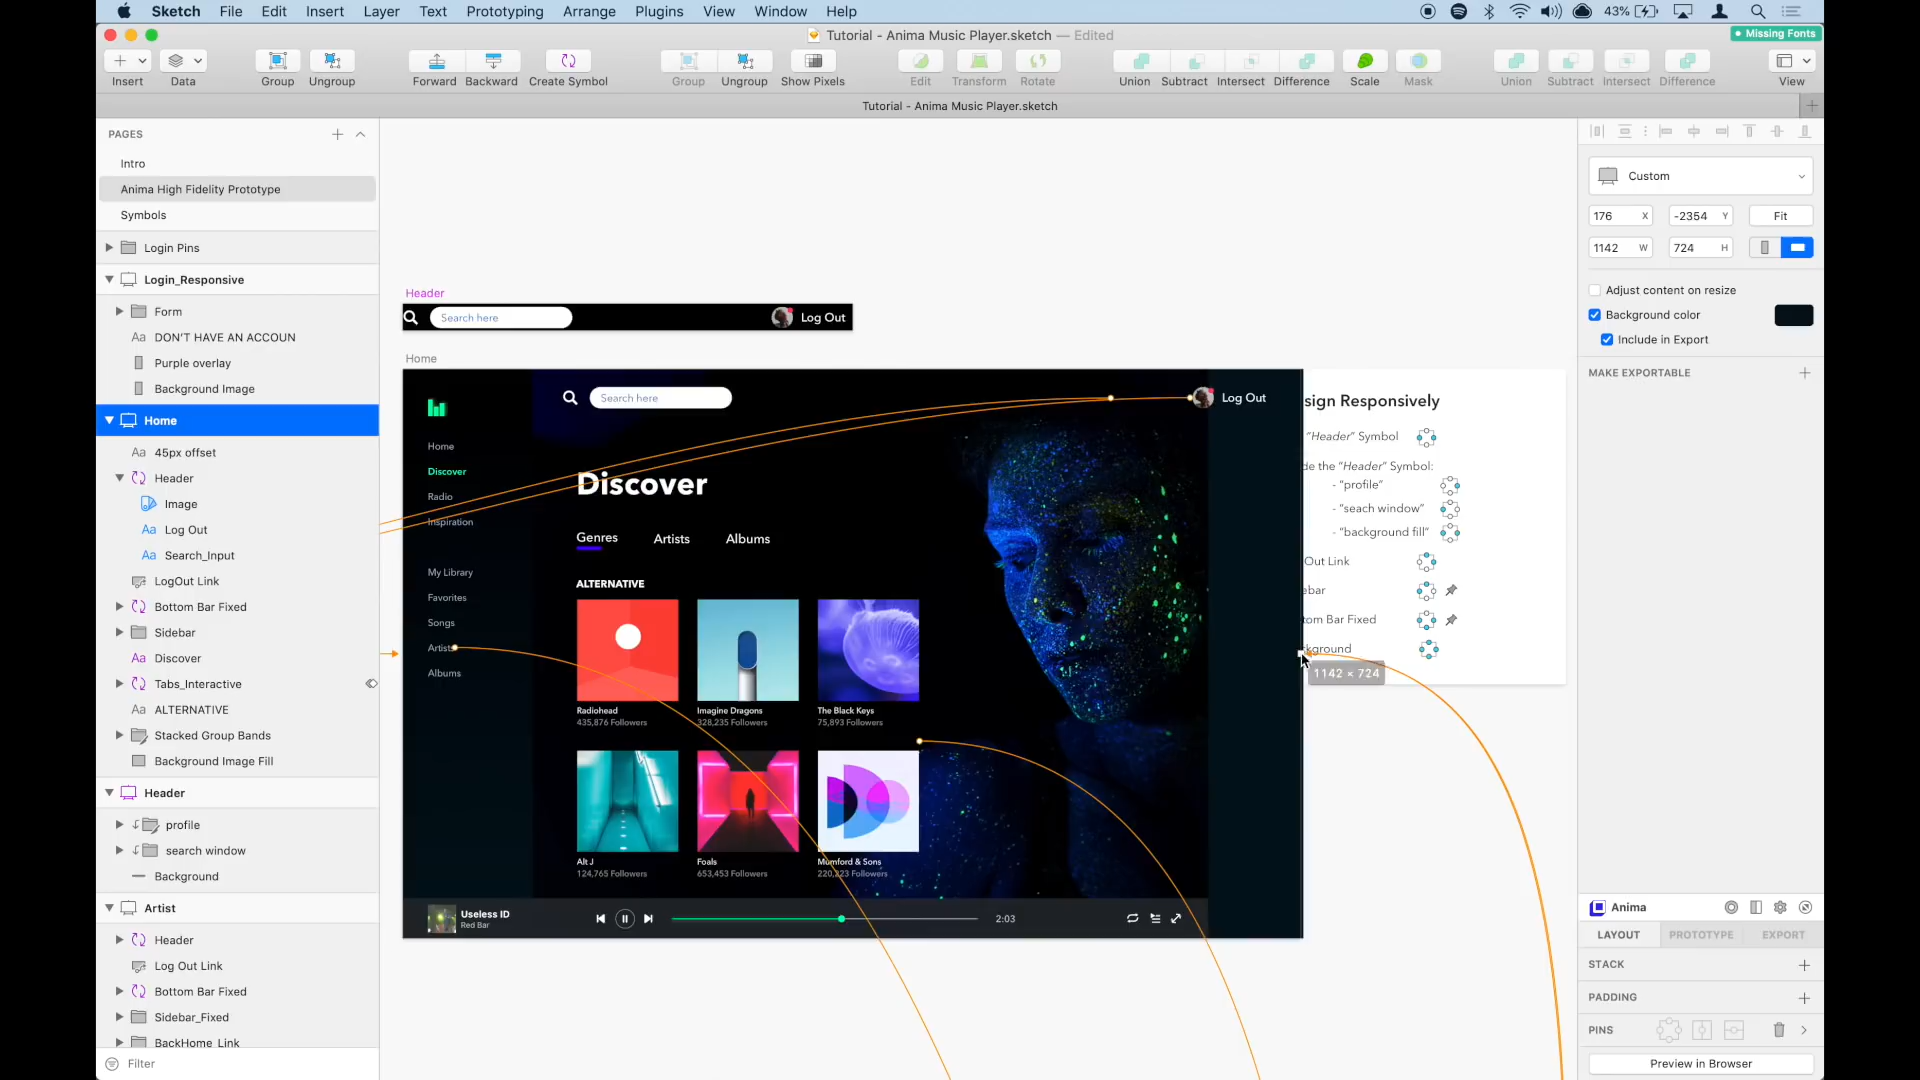 Sketch File Edit Insert Layer Text Prototyping Arrange Plugins View Window Help 43%
Tutorial - Anima Music Player.sketch — Edited
Missing Fonts
Insert Data Group Ungroup Forward Backward Create Symbol Group Ungroup Show Pixels Edit Transform Rotate Union Subtract Intersect Difference Scale Mask Union Subtract Intersect Difference View
Tutorial - Anima Music Player.sketch
PAGES
Intro
Anima High Fidelity Prototype
Symbols
Login Pins
Login_Responsive
Form
Aa DON'T HAVE AN ACCOUN
Purple overlay
Background Image
Home
Aa 45px offset
Header
Image
Aa Log Out
Aa Search_Input
LogOut Link
Bottom Bar Fixed
Sidebar
Aa Discover
Tabs_Interactive
Aa ALTERNATIVE
Stacked Group Bands
Background Image Fill
Header
profile
search window
Background
Artist
Header
Log Out Link
Bottom Bar Fixed
Sidebar_Fixed
BackHome_Link
Filter
Header
Search here
Log Out
Home
Search here
Log Out
Home
Discover
Radio
Inspiration
My Library
Favorites
Songs
Artists
Albums
Discover
Genres Artists Albums
ALTERNATIVE
Radiohead
435,876 Followers
Imagine Dragons
328,235 Followers
The Black Keys
75,893 Followers
Alt J
124,765 Followers
Foals
653,453 Followers
Mumford & Sons
220,223 Followers
Useless ID
Red Bar
2:03
sign Responsively
"Header" Symbol
de the "Header" Symbol:
- "profile"
- "seach window"
- "background fill"
Out Link
ebar
tom Bar Fixed
kground
1142 × 724
Custom
176 X -2354 Y Fit
1142 W 724 H
Adjust content on resize
Background color
Include in Export
MAKE EXPORTABLE
Anima
LAYOUT PROTOTYPE EXPORT
STACK
PADDING
PINS
Preview in Browser